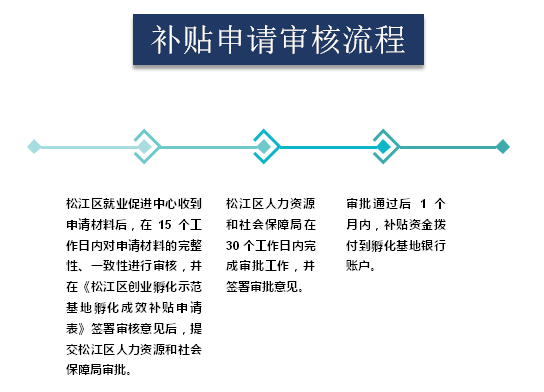 补贴申请审核流程
松江区就业促进中心收到
申请材料后，在 15 个工
作日内对申请材料的完整
性、一致性进行审核，并
在《松江区创业孵化示范
基地孵化成效补贴申请
表》签署审核意见后，提
交松江区人力资源和社会
保障局审批。
松江区人力资源
和社会保障局在
30 个工作日内完
成审批工作，并
签署审批意见。
审批通过后 1 个
月内，补贴资金拨
付到孵化基地银行
账户。